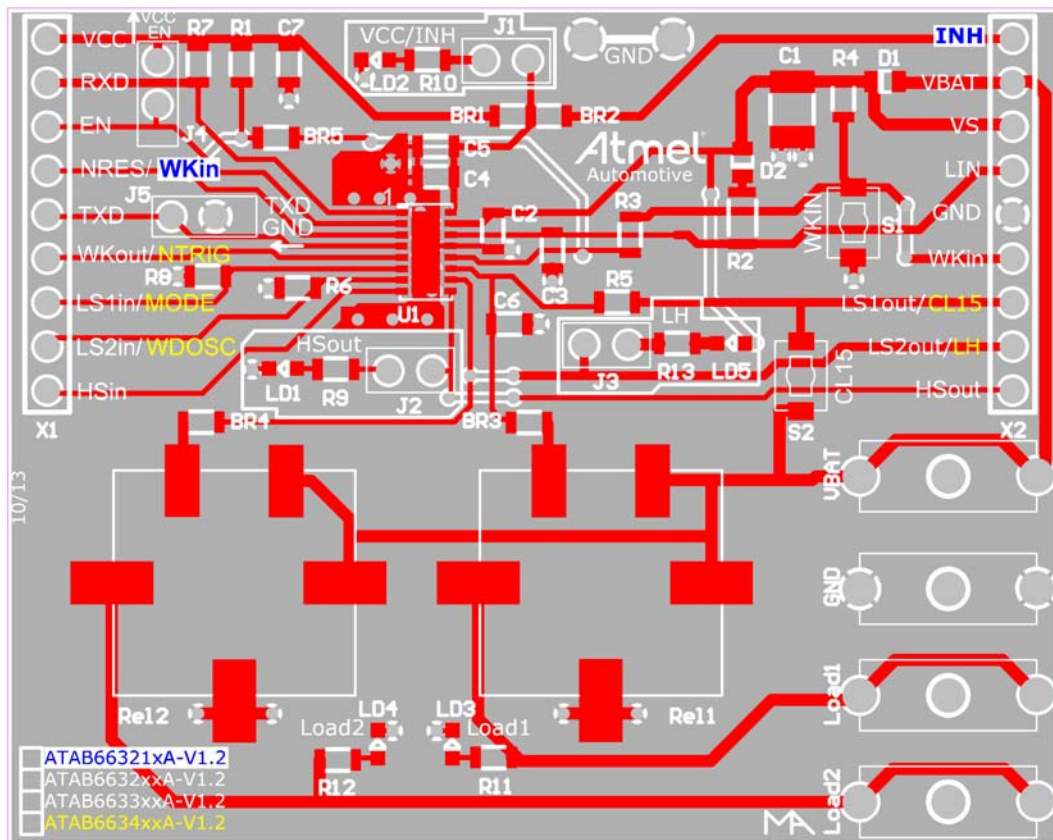 VCC
EN
R7
R1
C7
J1
VCC/INH
LD2
R10
GND
INH
VCC
RXD
EN
NRES/
WKin
J4
J5
TXD
TXD
GND
WKout/NTRIG
R8
R6
LS1in/MODE
LS2in/WDOSC
HSin
X1
BR5
BR1
BR2
C5
C4
1
U1
C2
C3
C6
R3
R5
Atmel
Automotive
C1
R4
D1
D2
R2
WKIN
S1
VBAT
VS
LIN
GND
WKin
LS1out/CL15
LS2out/LH
HSout
X2
HSout
LD1
R9
J2
LH
J3
R13
LD5
CL15
S2
BR4
BR3
VBAT
10/13
GND
Load1
Load2
Rel2
Rel1
LD4
LD3
Load2
Load1
R12
R11
ATAB66321xA-V1.2
ATAB6632xxA-V1.2
ATAB6633xxA-V1.2
ATAB6634xxA-V1.2
MA